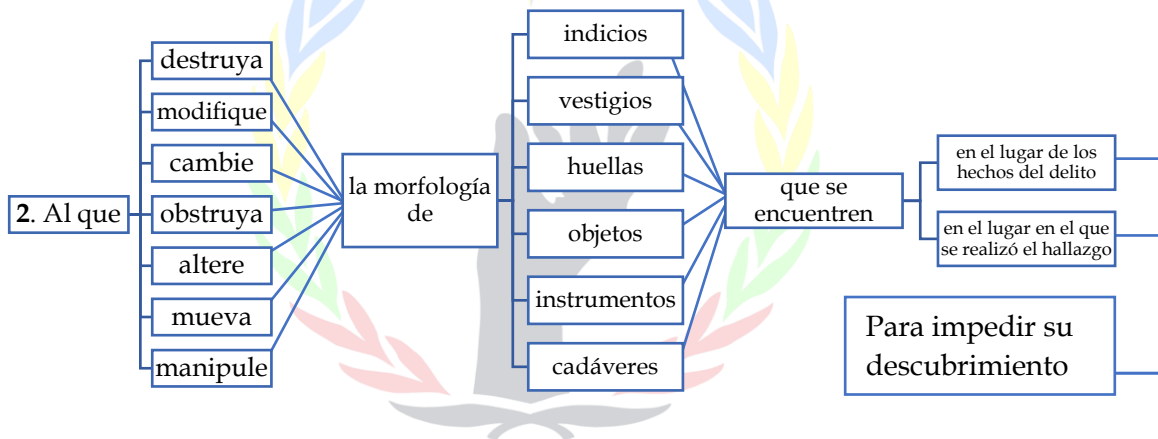 2. Al que
destruya
modifique
cambie
obstruya
altere
mueva
manipule
la morfología
de
indicios
vestigios
huellas
objetos
instrumentos
cadáveres
que se
encuentren
en el lugar de los
hechos del delito
en el lugar en el que
se realizó el hallazgo
Para impedir su
descubrimiento